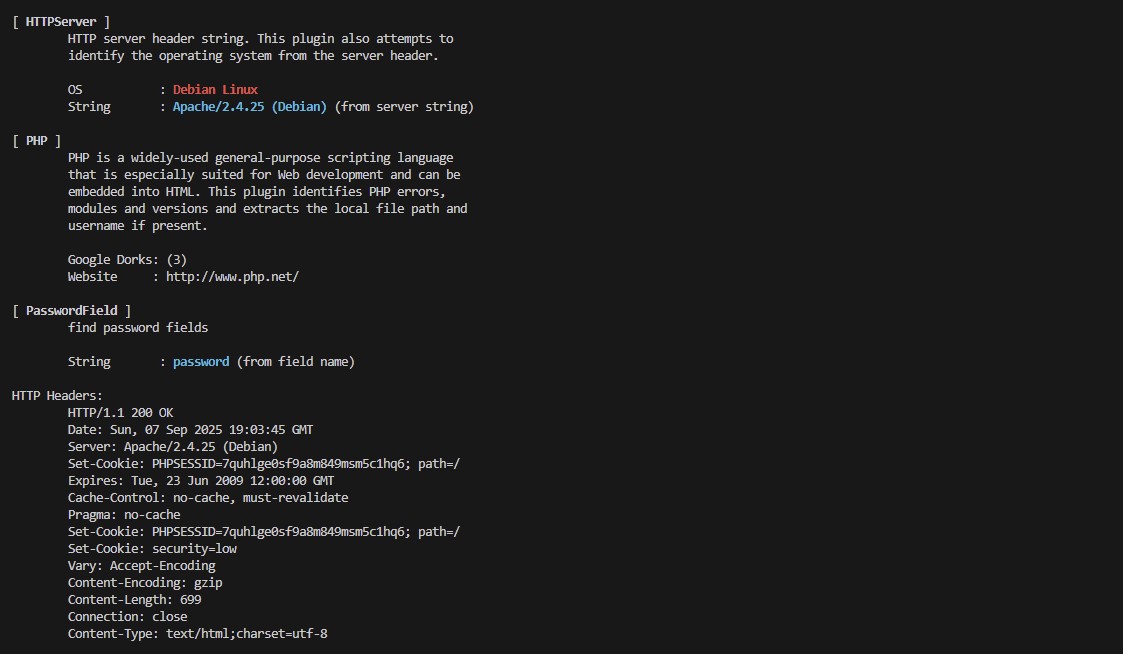 [ HTTPServer ]
HTTP server header string. This plugin also attempts to
identify the operating system from the server header.
OS : Debian Linux
String : Apache/2.4.25 (Debian) (from server string)
[ PHP ]
PHP is a widely-used general-purpose scripting language
that is especially suited for Web development and can be
embedded into HTML. This plugin identifies PHP errors,
modules and versions and extracts the local file path and
username if present.
Google Dorks: (3)
Website : http://www.php.net/
[ PasswordField ]
find password fields
String : password (from field name)
HTTP Headers:
HTTP/1.1 200 OK
Date: Sun, 07 Sep 2025 19:03:45 GMT
Server: Apache/2.4.25 (Debian)
Set-Cookie: PHPSESSID=7quhlge0sf9a8m849msm5c1hq6; path=/
Expires: Tue, 23 Jun 2009 12:00:00 GMT
Cache-Control: no-cache, must-revalidate
Pragma: no-cache
Set-Cookie: PHPSESSID=7quhlge0sf9a8m849msm5c1hq6; path=/
Set-Cookie: security=low
Vary: Accept-Encoding
Content-Encoding: gzip
Content-Length: 699
Connection: close
Content-Type: text/html;charset=utf-8